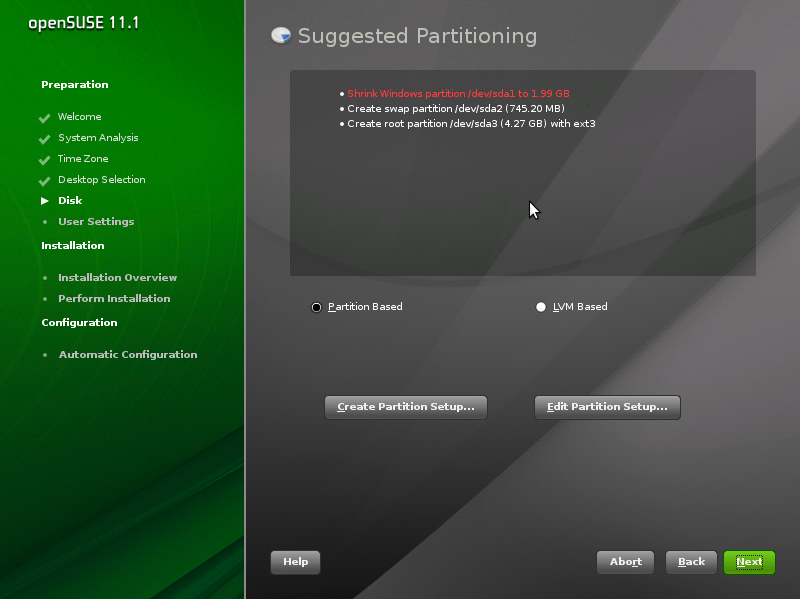 openSUSE 11.1
Preparation
Welcome
System Analysis
Time Zone
Desktop Selection
Disk
User Settings
Installation
Installation Overview
Perform Installation
Configuration
Automatic Configuration
Suggested Partitioning
• Shrink Windows partition /dev/sda1 to 1.99 GB
• Create swap partition /dev/sda2 (745.20 MB)
• Create root partition /dev/sda3 (4.27 GB) with ext3
Partition Based LVM Based
Create Partition Setup... Edit Partition Setup...
Help Abort Back Next